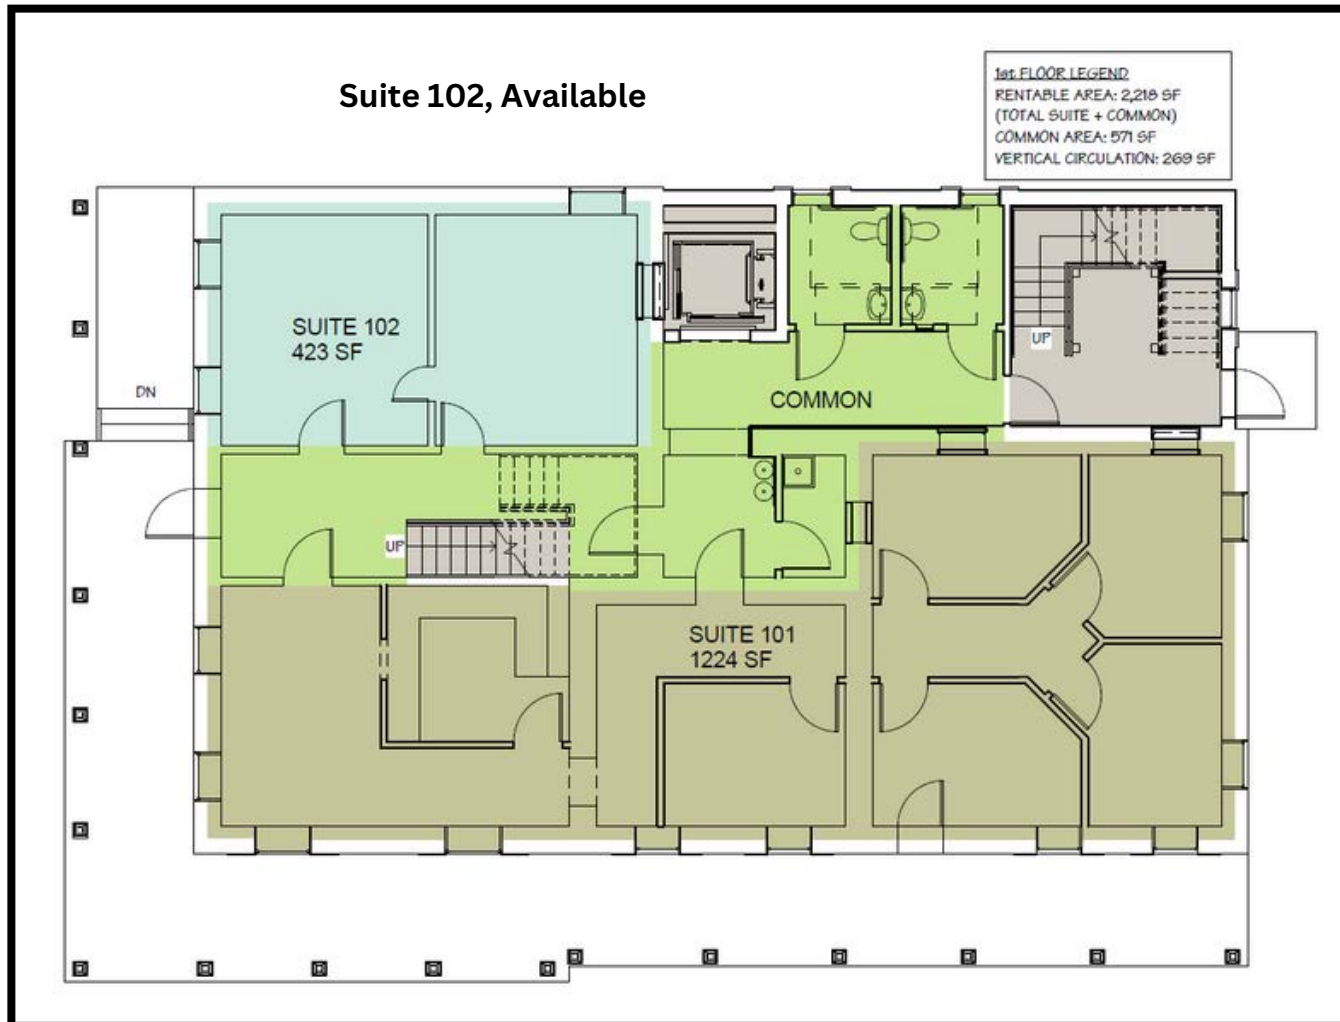 Suite 102, Available
1st FLOOR LEGEND
RENTABLE AREA: 2,218 SF
(TOTAL SUITE + COMMON)
COMMON AREA: 571 SF
VERTICAL CIRCULATION: 269 SF
SUITE 102
423 SF
UP
DN
COMMON
UP
SUITE 101
1224 SF